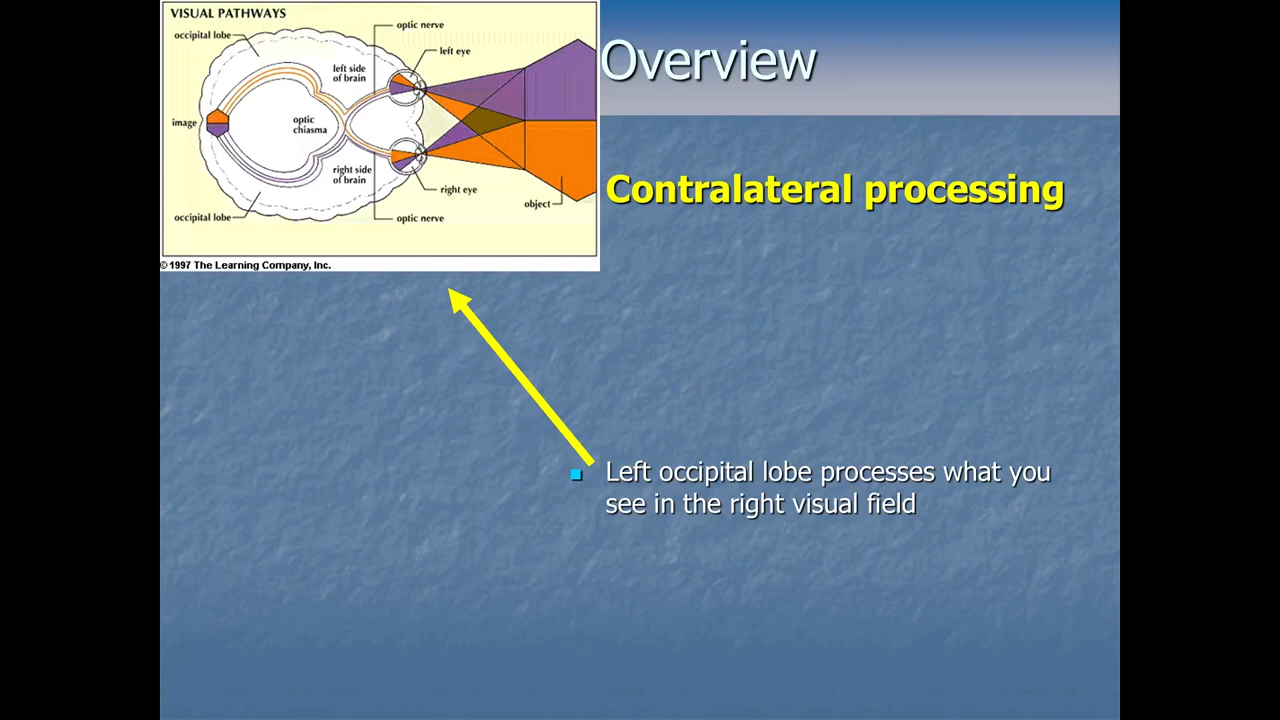 VISUAL PATHWAYS
occipital lobe
optic nerve
left eye
left side
of brain
image
optic
chiasma
right side
of brain
right eye
object
occipital lobe
optic nerve
© 1997 The Learning Company, Inc.
Overview
Contralateral processing
Left occipital lobe processes what you
see in the right visual field